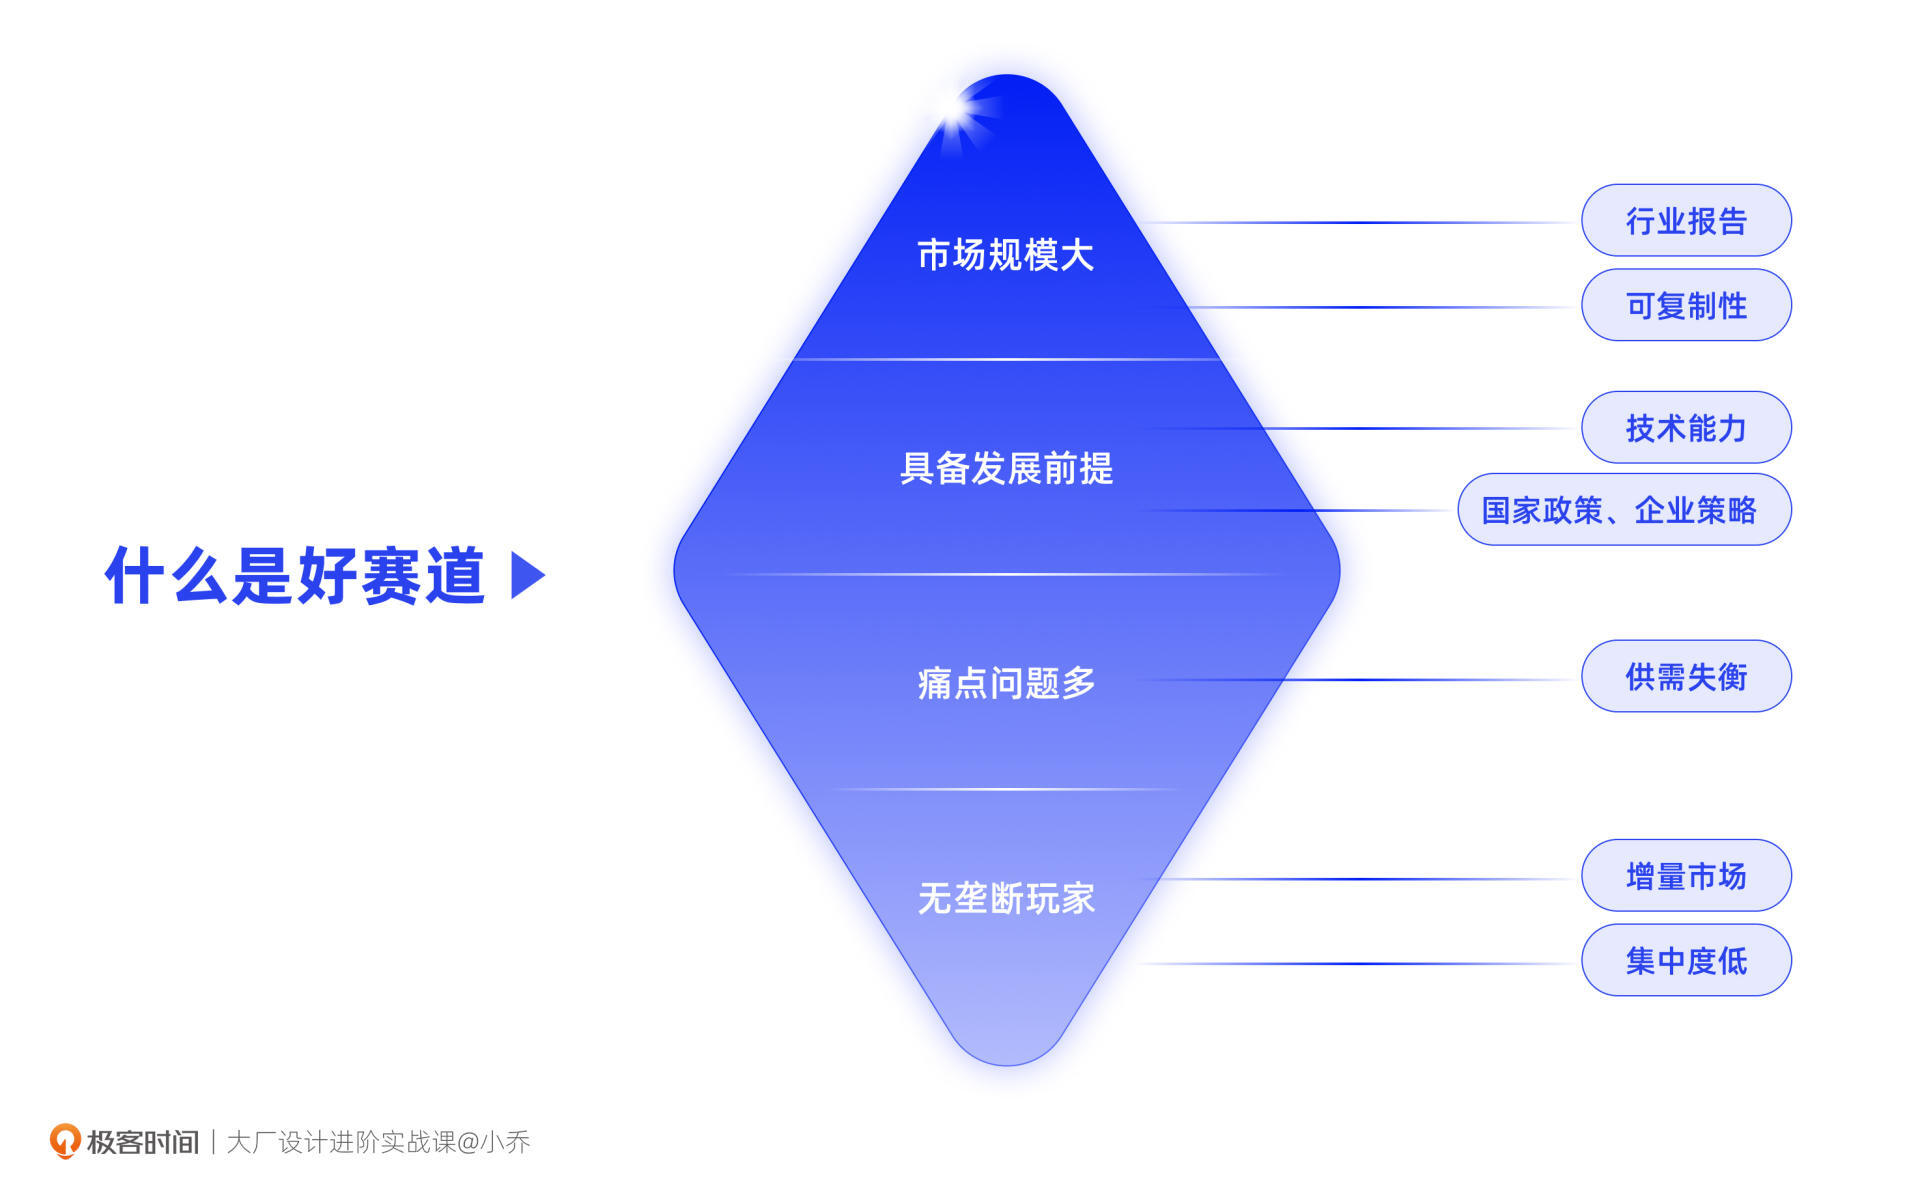 什么是好赛道
市场规模大
行业报告
可复制性
具备发展前提
技术能力
国家政策、企业策略
痛点问题多
供需失衡
无垄断玩家
增量市场
集中度低
极客时间 | 大厂设计进阶实战课@小乔